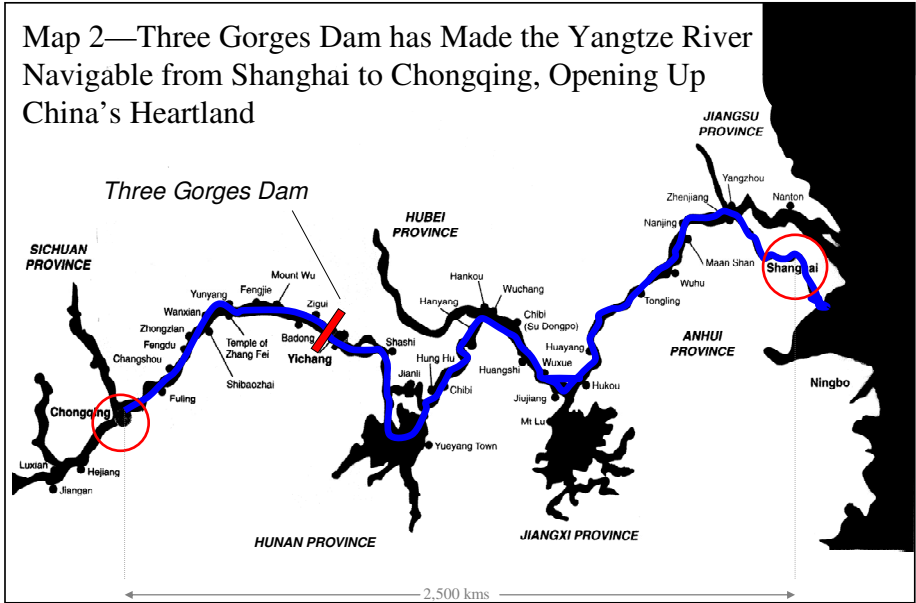 Map 2—Three Gorges Dam has Made the Yangtze River
Navigable from Shanghai to Chongqing, Opening Up
China's Heartland
JIANGSU
PROVINCE
Three Gorges Dam
Yangzhou
Zhenjiang
Nanton
HUBEI
PROVINCE
Nanjing
SICHUAN
PROVINCE
Maan Shan
Shanghai
Mount Wu
Hankou
Wuhu
Fengjie
Wuchang
Yunyang
Hanyang
Tongling
Zigui
Wanxian
Chibi
(Su Dongpo)
Zhongzian
Badong
ANHUI
PROVINCE
Fengdu
Temple of
Zhang Fei
Yichang
Shashi
Huayang
Changshou
Hung Hu
Wuxue
Jianli
Huangshi
Shibaozhai
Chibi
Hukou
Ningbo
Fuling
Jiujiang
Chongqing
Mt Lu
Yueyang Town
Luxian
Hejiang
Jiangan
HUNAN PROVINCE
JIANGXI PROVINCE
2,500 kms